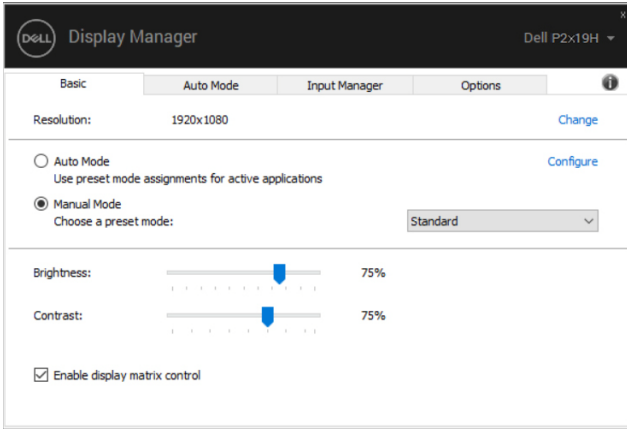 x
DELL Display Manager Dell P2x19H
Basic Auto Mode Input Manager Options
Resolution: 1920x1080 Change
Auto Mode Configure
Use preset mode assignments for active applications
Manual Mode
Choose a preset mode: Standard
Brightness: 75%
Contrast: 75%
Enable display matrix control